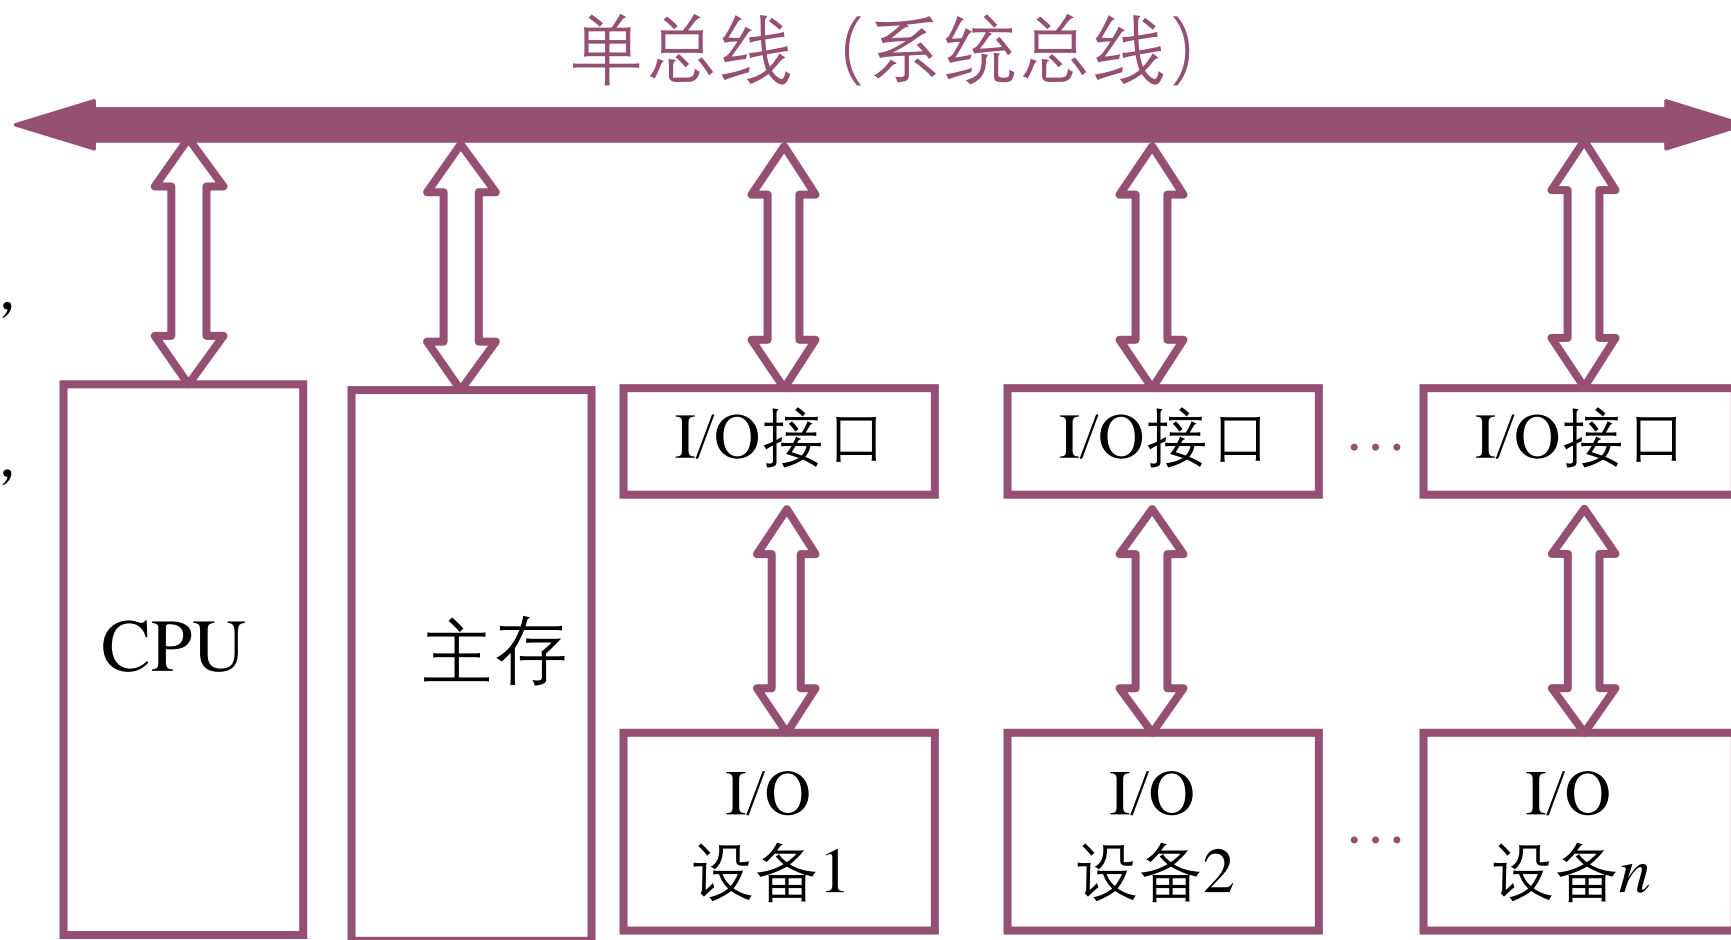 单总线（系统总线）
，
，
I/O接口
I/O接口
…
I/O接口
CPU
主存
I/O
设备1
I/O
设备2
…
I/O
设备n